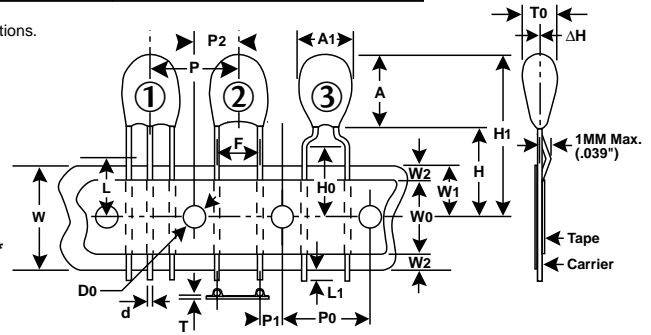 tions.
T0
P2
A1
ΔH
P
1
2
3
A
H1
F
1MM Max.
(.039")
H
L
H0
W2
W1
W
W0
Tape
W2
Carrier
D0
L1
d
T
P1
P0